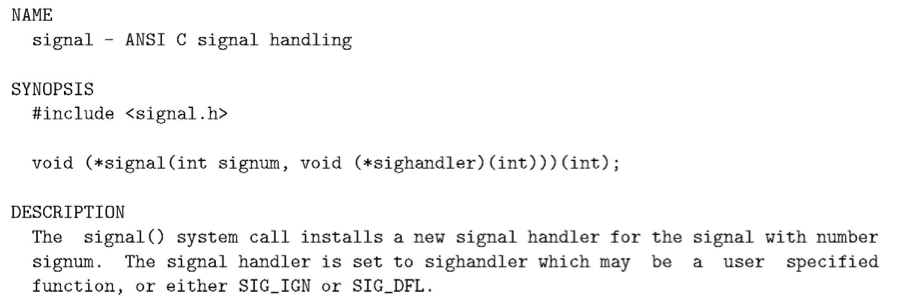 NAME
signal - ANSI C signal handling
SYNOPSIS
#include <signal.h>
void (*signal(int signum, void (*sighandler)(int)))(int);
DESCRIPTION
The signal() system call installs a new signal handler for the signal with number
signum. The signal handler is set to sighandler which may be a user specified
function, or either SIG_IGN or SIG_DFL.